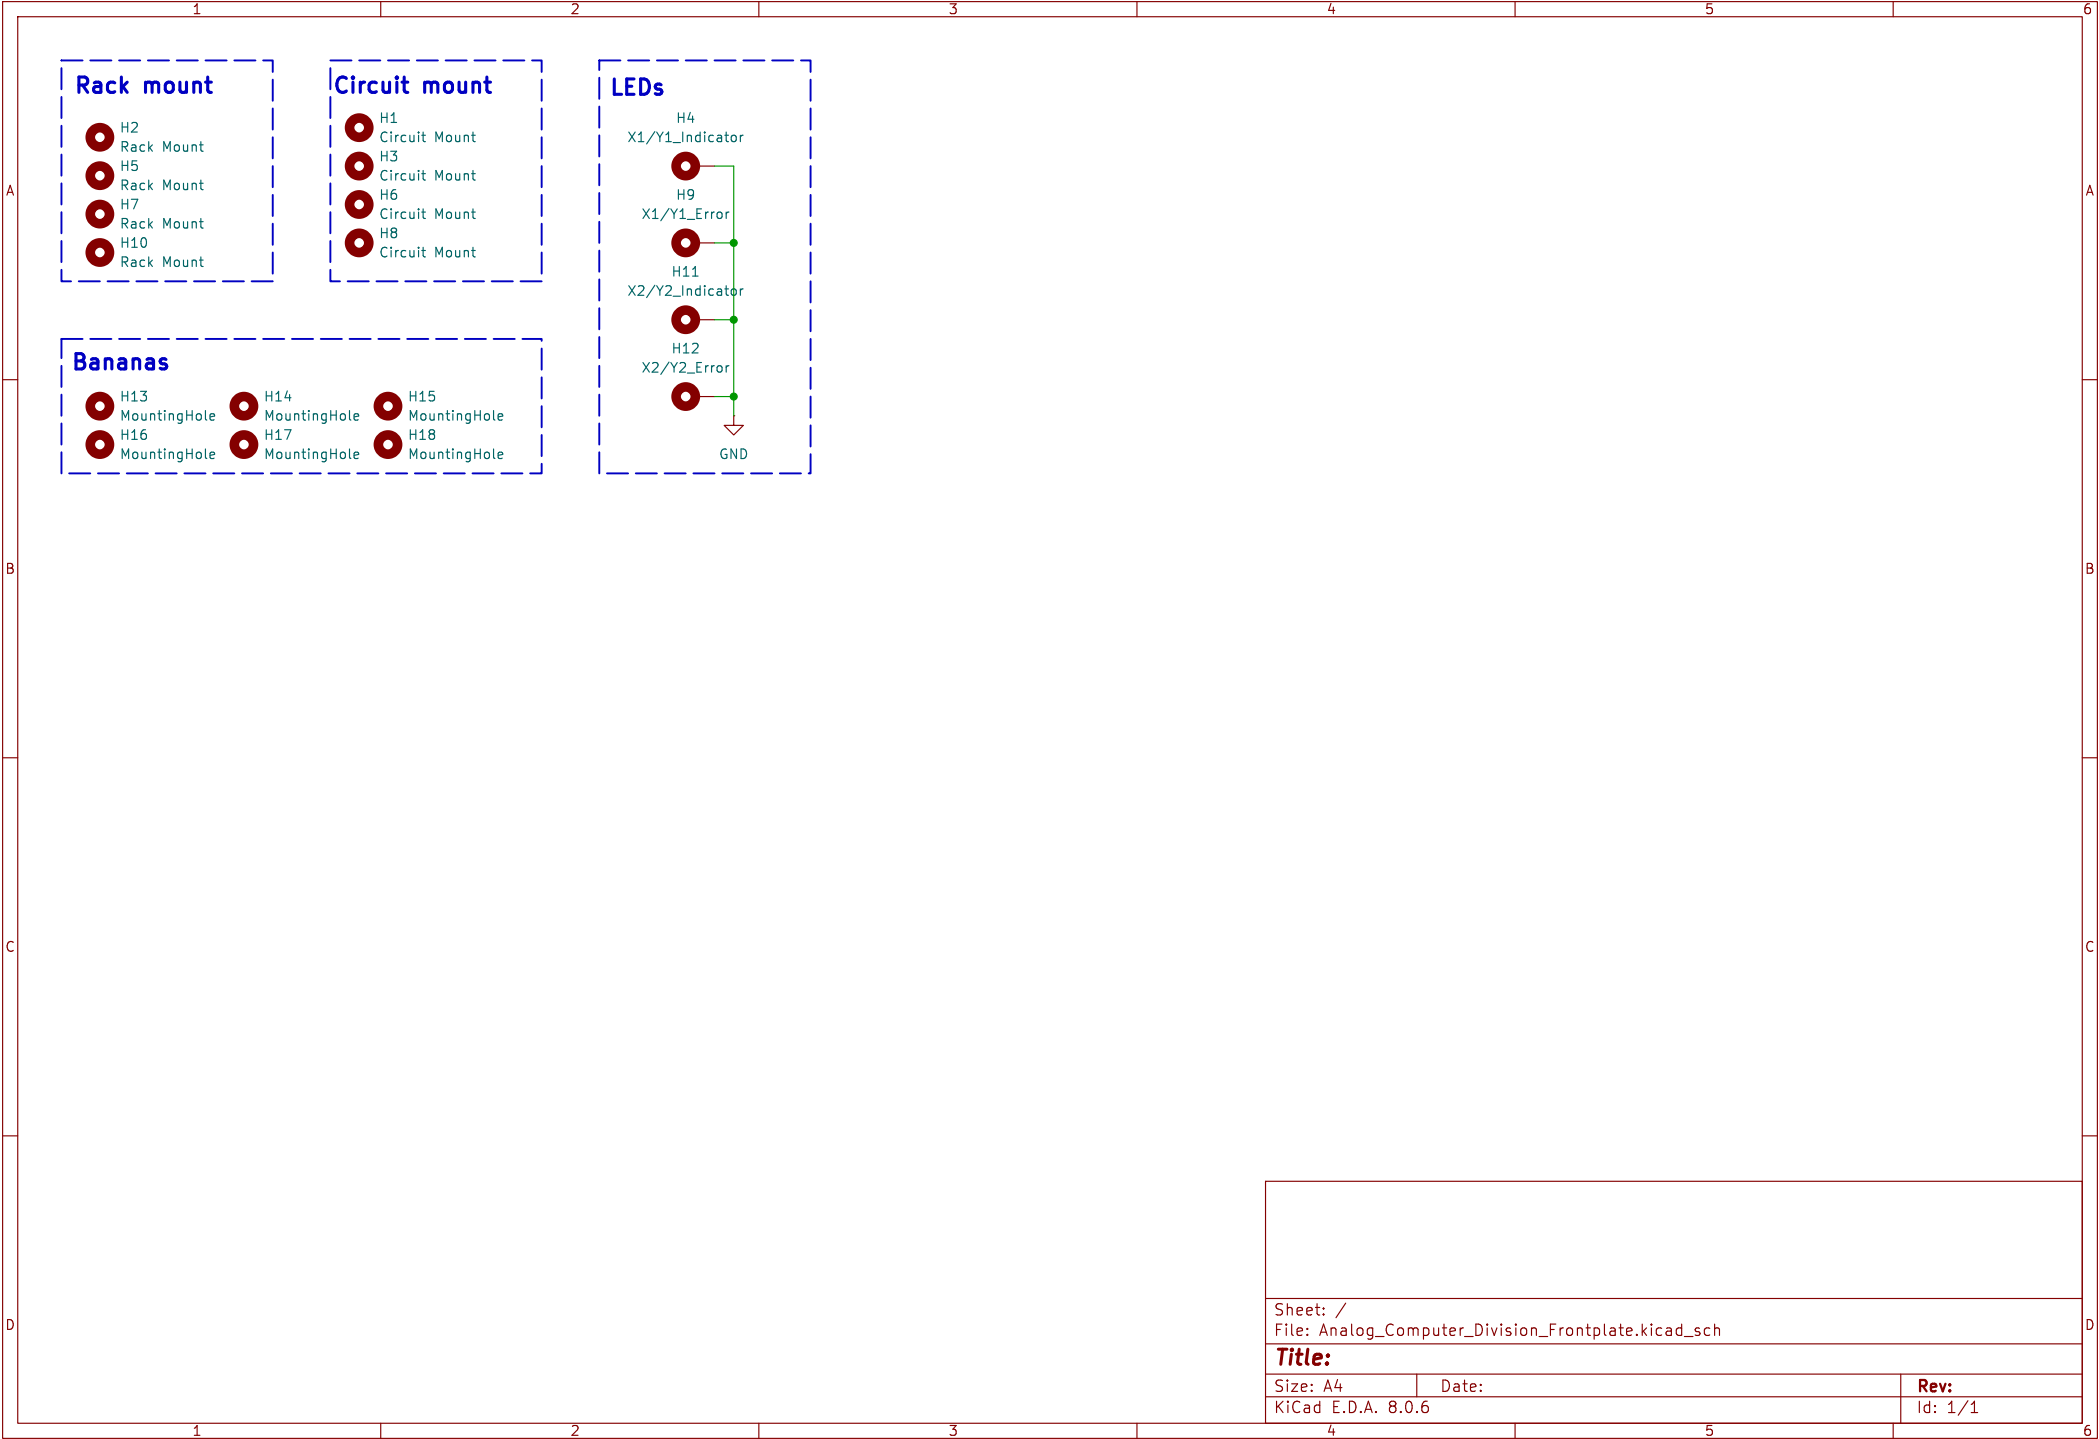 1 2 3 4 5 6
Rack mount
H2
Rack Mount
H5
Rack Mount
H7
Rack Mount
H10
Rack Mount
Circuit mount
H1
Circuit Mount
H3
Circuit Mount
H6
Circuit Mount
H8
Circuit Mount
LEDs
H4
X1/Y1_Indicator
H9
X1/Y1_Error
H11
X2/Y2_Indicator
H12
X2/Y2_Error
GND
Bananas
H13
MountingHole
H14
MountingHole
H15
MountingHole
H16
MountingHole
H17
MountingHole
H18
MountingHole
A A
B B
C C
D D
Sheet: /
File: Analog_Computer_Division_Frontplate.kicad_sch
Title:
Size: A4 Date: Rev:
KiCad E.D.A. 8.0.6 Id: 1/1
1 2 3 4 5 6